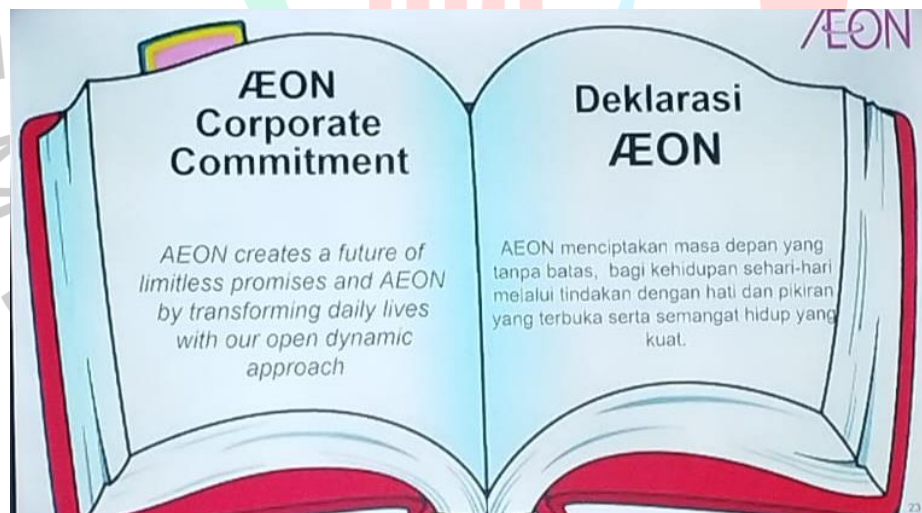 ÆON
ÆON
Corporate
Commitment
AEON creates a future of
limitless promises and AEON
by transforming daily lives
with our open dynamic
approach
Deklarasi
ÆON
AEON menciptakan masa depan yang
tanpa batas, bagi kehidupan sehari-hari
melalui tindakan dengan hati dan pikiran
yang terbuka serta semangat hidup yang
kuat.
23